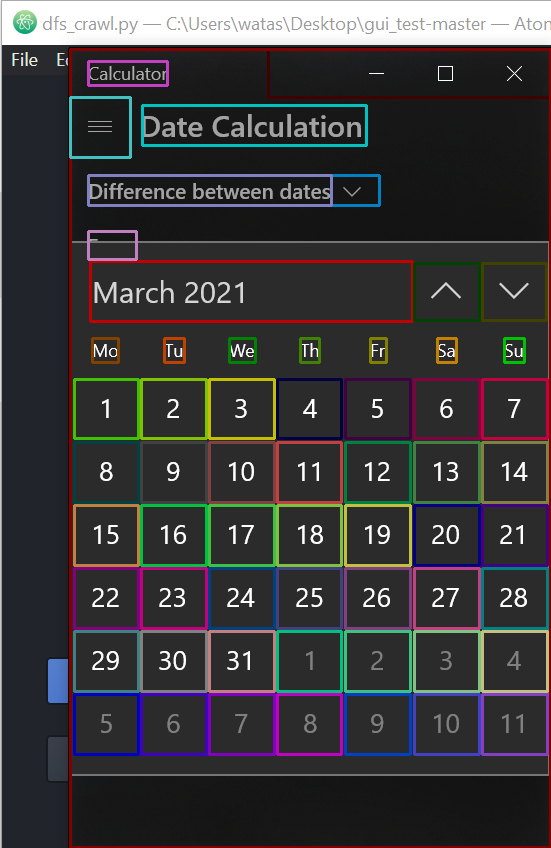 dfs_crawl.py — C:\Users\watas\Desktop\gui_test-master — Atom
File
Calculator
Date Calculation
Difference between dates
March 2021
Mo Tu We Th Fr Sa Su
1 2 3 4 5 6 7
8 9 10 11 12 13 14
15 16 17 18 19 20 21
22 23 24 25 26 27 28
29 30 31 1 2 3 4
5 6 7 8 9 10 11